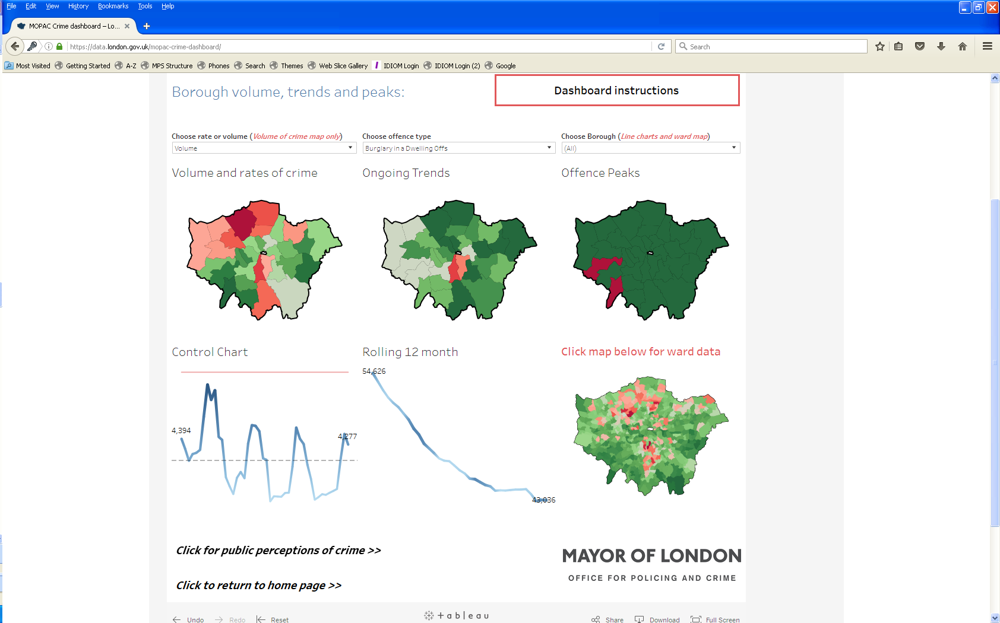 File Edit View History Bookmarks Tools Help
MOPAC Crime dashboard – Lo...
https://data.london.gov.uk/mopac-crime-dashboard/
Search
Most Visited Getting Started A-Z MPS Structure Phones Search Themes Web Slice Gallery IDIOM Login IDIOM Login (2) Google
Borough volume, trends and peaks:
Dashboard instructions
Choose rate or volume (Volume of crime map only)
Choose offence type
Choose Borough (Line charts and ward map)
Volume
Burglary in a Dwelling Offs
(All)
Volume and rates of crime
Ongoing Trends
Offence Peaks
Control Chart
Rolling 12 month
Click map below for ward data
54,626
4,394
4,277
43,036
Click for public perceptions of crime >>
MAYOR OF LONDON
OFFICE FOR POLICING AND CRIME
Click to return to home page >>
+ableau
Undo Redo Reset
Share Download Full Screen